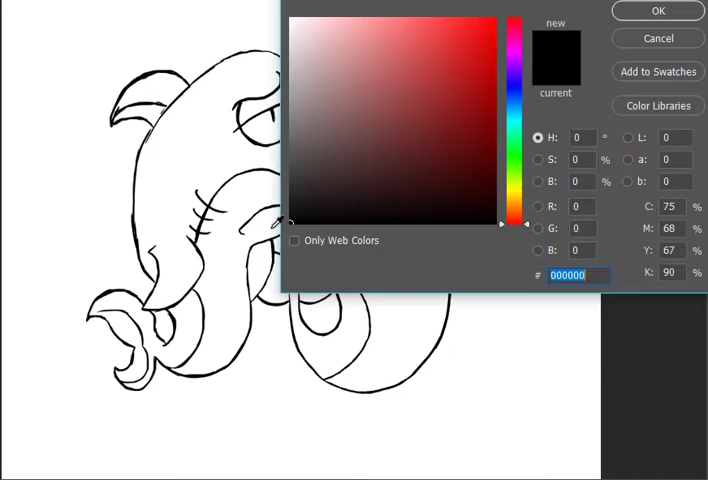 OK
new
Cancel
Add to Swatches
current
Color Libraries
H: 0 ° L: 0
S: 0 % a: 0
B: 0 % b: 0
R: 0 C: 75 %
G: 0 M: 68 %
Only Web Colors
B: 0 Y: 67 %
# 000000 K: 90 %